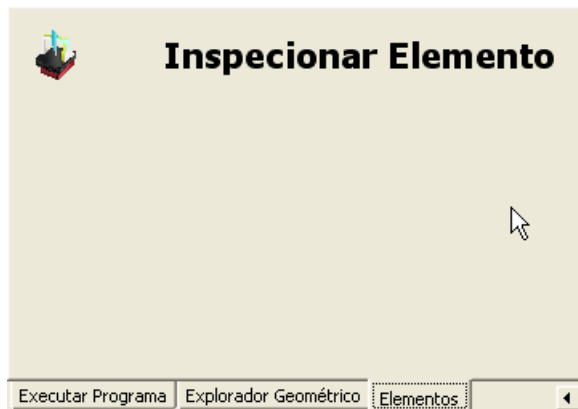 Inspecionar Elemento
Executar Programa Explorador Geométrico Elementos